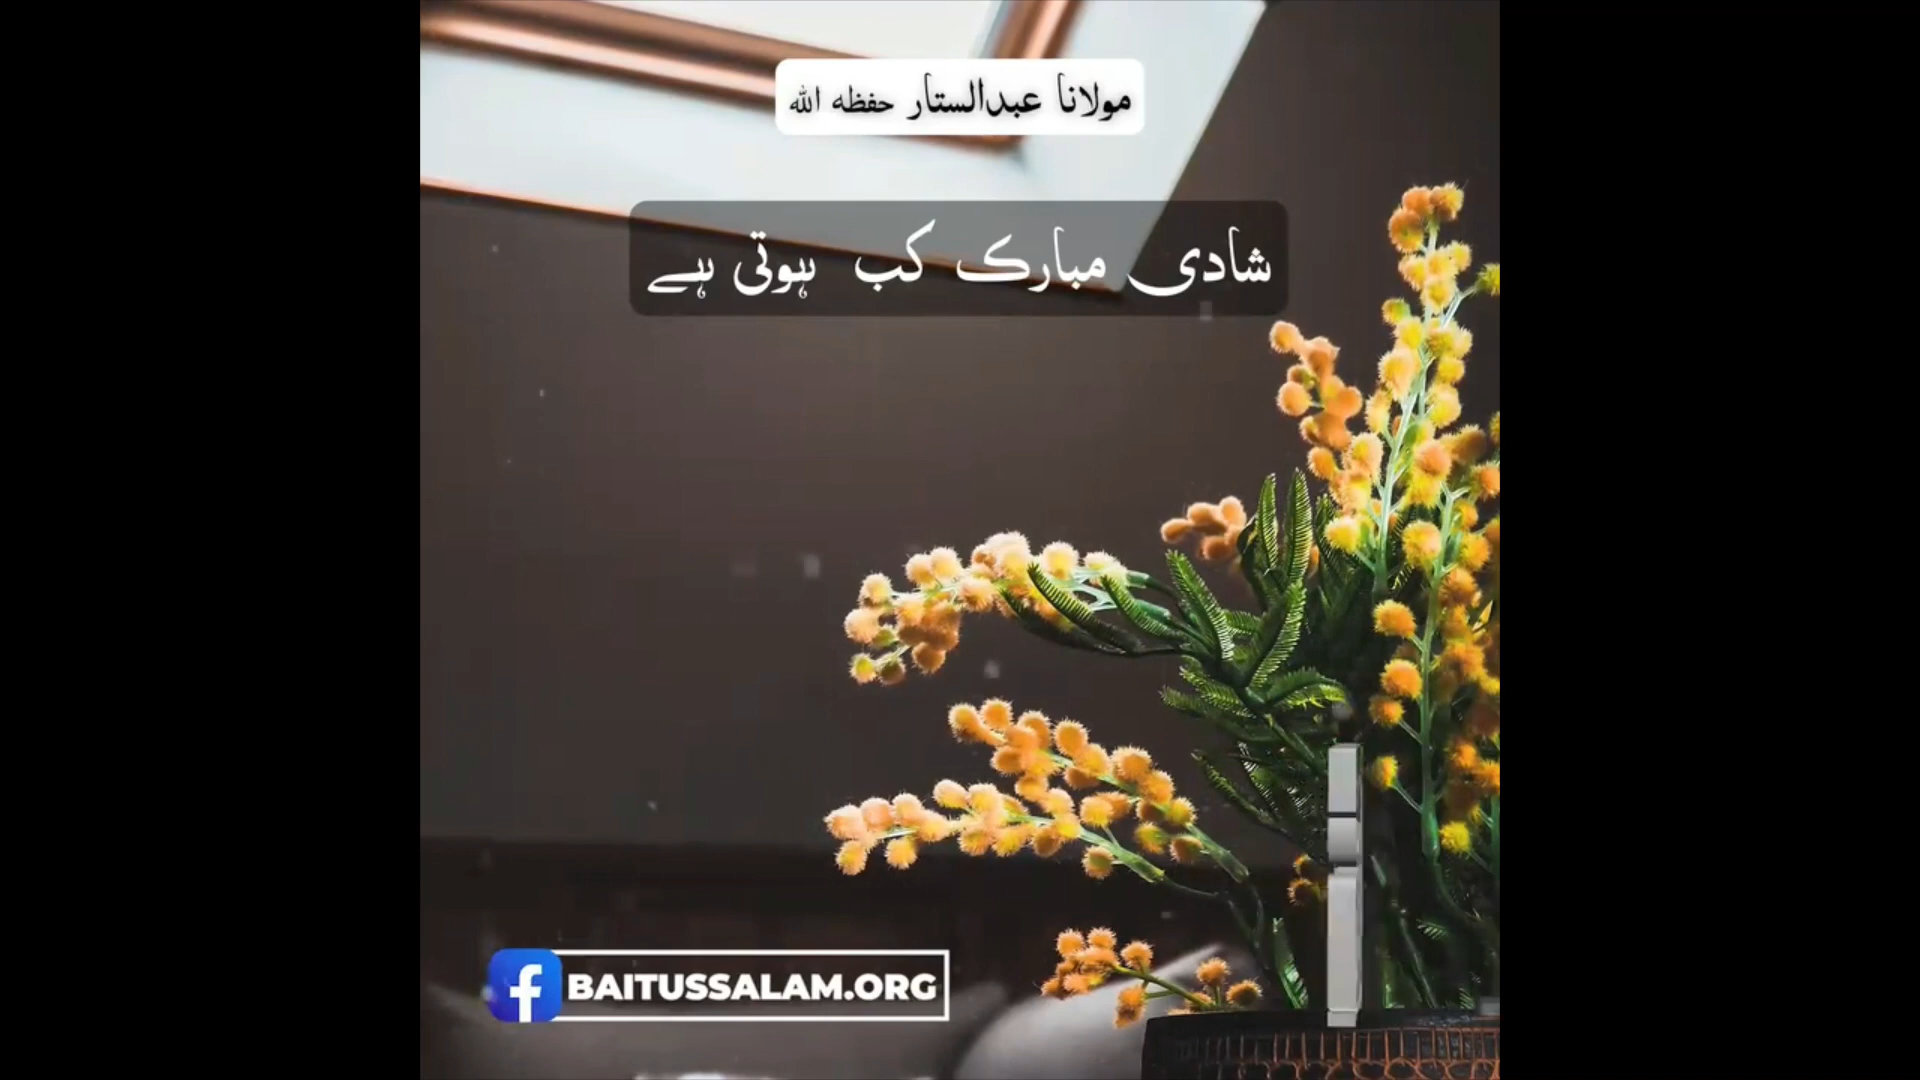 مولانا عبدالستار حفظہ اللہ
شادی مبارک کب ہوتی ہے
BAITUSSALAM.ORG